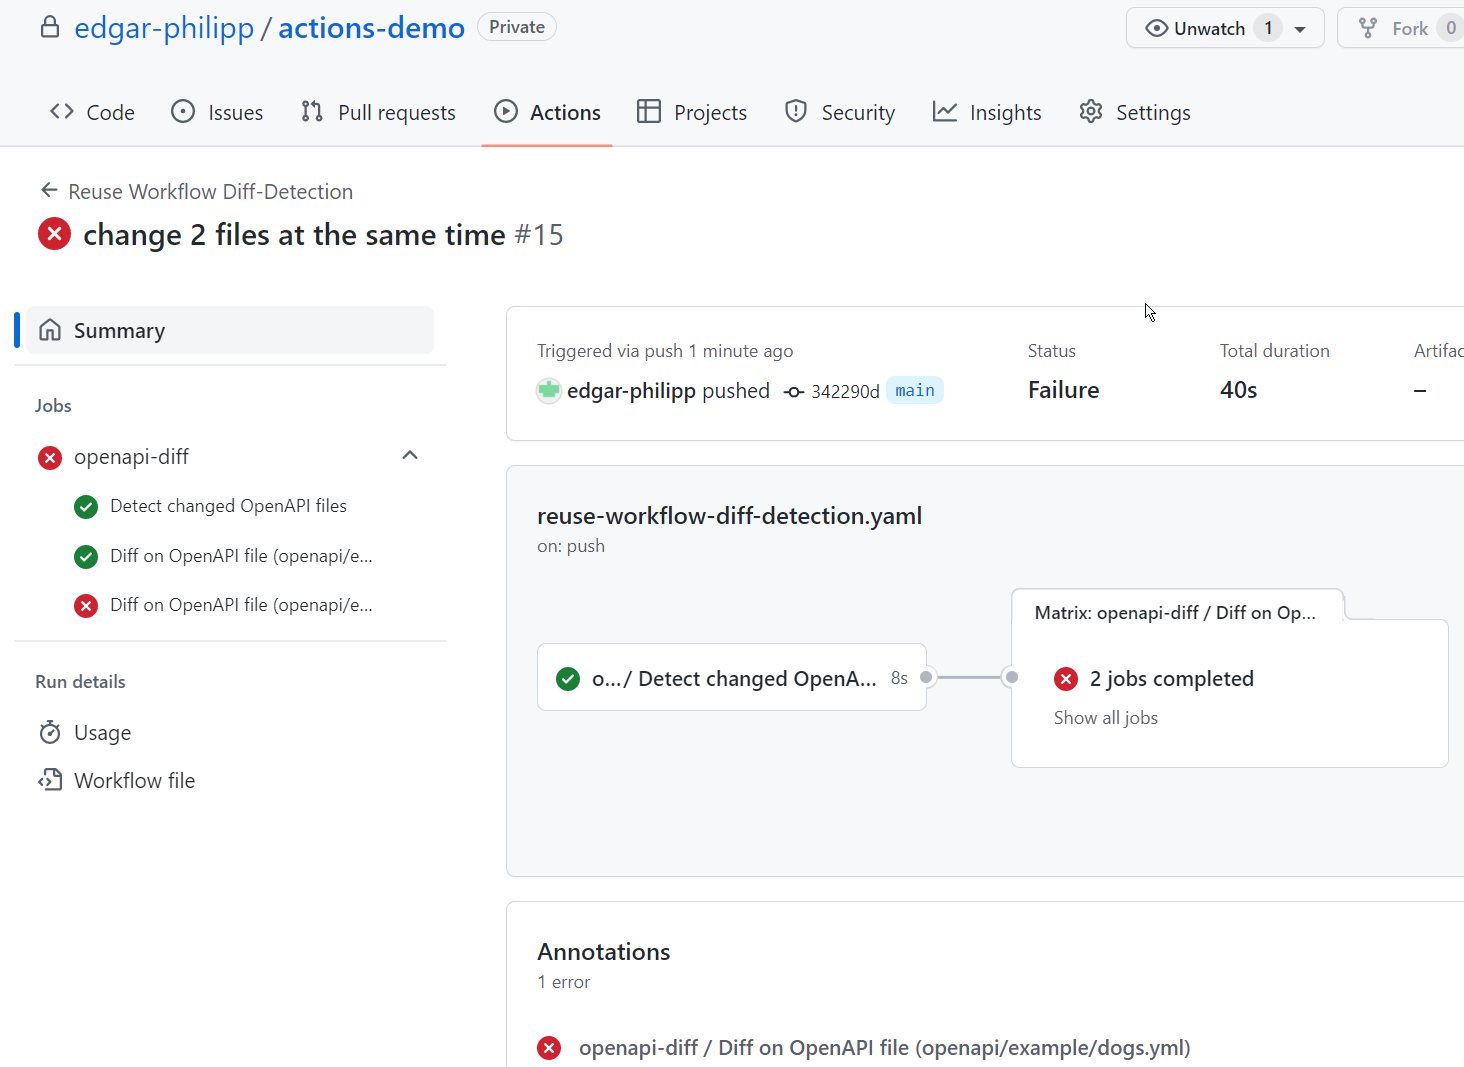 edgar-philipp / actions-demo Private Unwatch 1 Fork 0
Code Issues Pull requests Actions Projects Security Insights Settings
Reuse Workflow Diff-Detection
change 2 files at the same time #15
Summary
Jobs
openapi-diff
Detect changed OpenAPI files
Diff on OpenAPI file (openapi/e...
Diff on OpenAPI file (openapi/e...
Run details
Usage
Workflow file
Triggered via push 1 minute ago
edgar-philipp pushed 342290d main
Status
Failure
Total duration
40s
Artifac
–
reuse-workflow-diff-detection.yaml
on: push
o... / Detect changed OpenA... 8s
Matrix: openapi-diff / Diff on Op...
2 jobs completed
Show all jobs
Annotations
1 error
openapi-diff / Diff on OpenAPI file (openapi/example/dogs.yml)